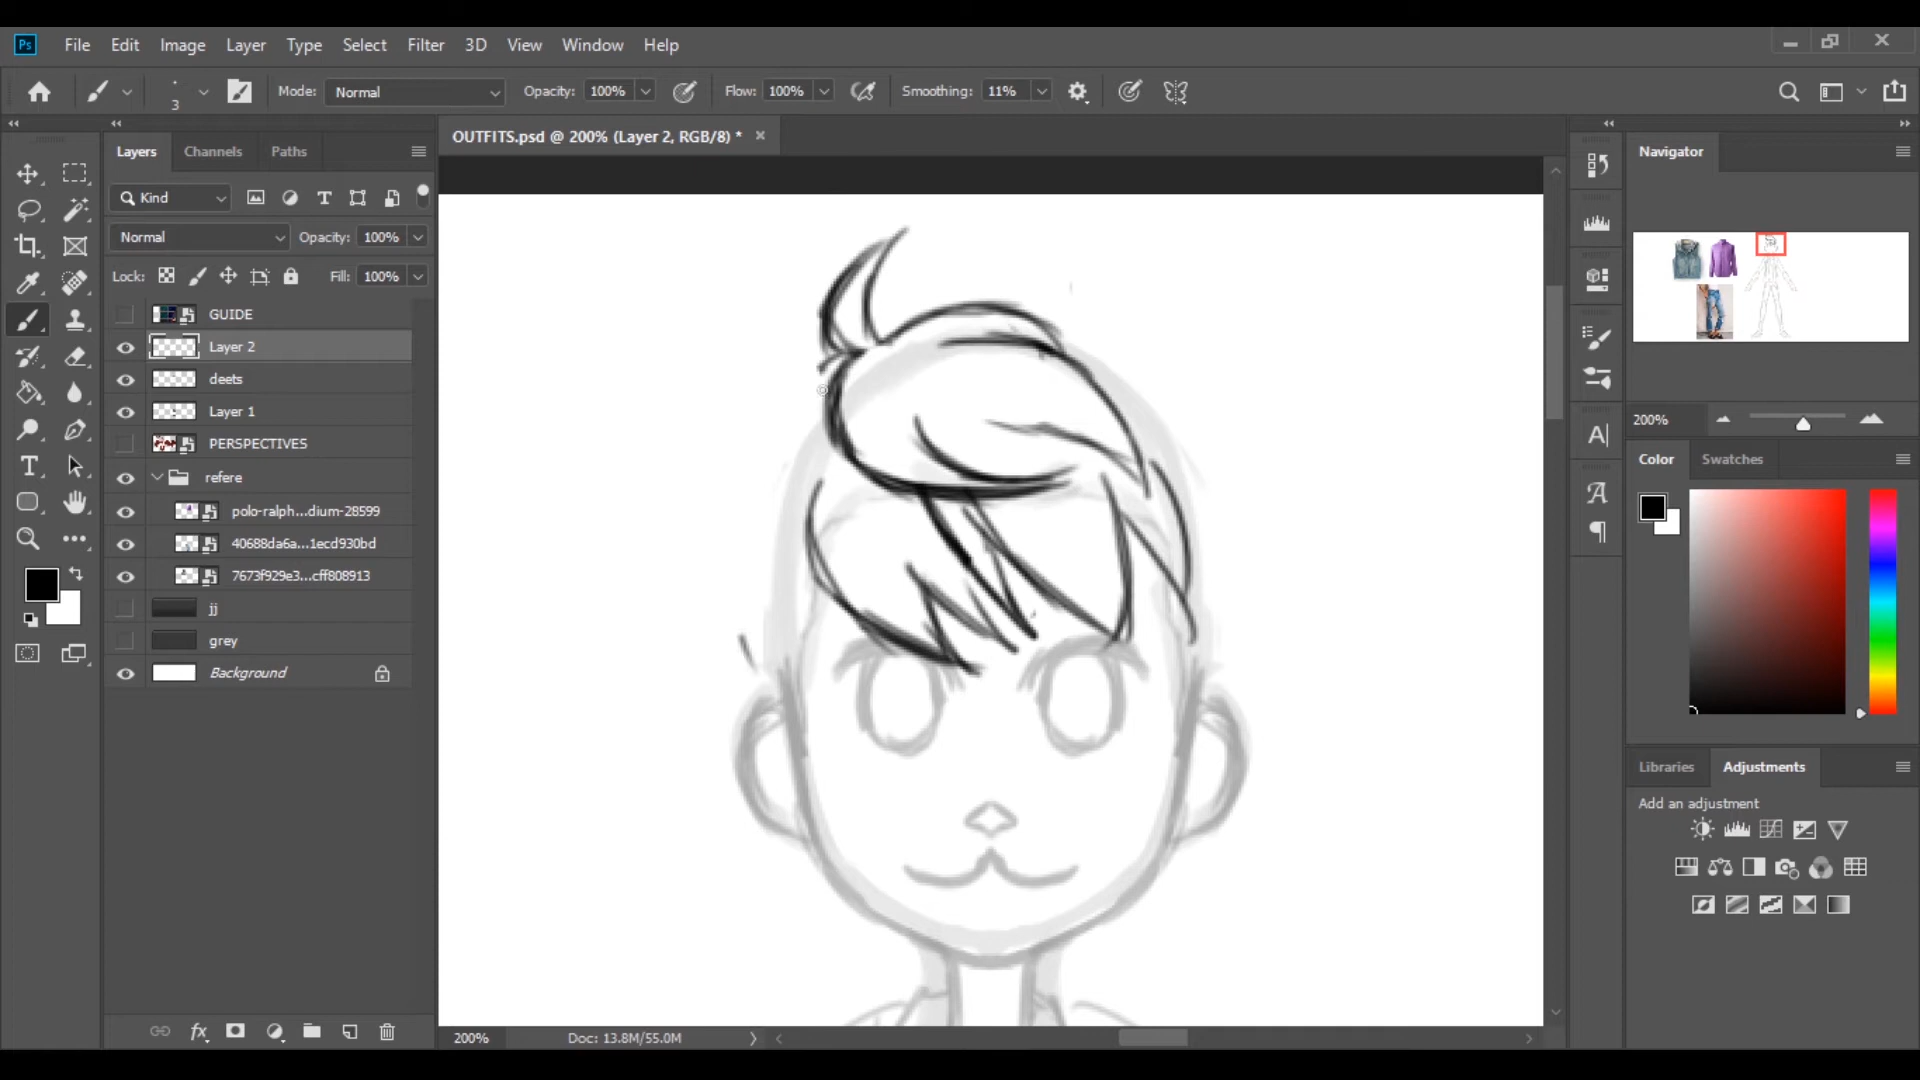 Ps File Edit Image Layer Type Select Filter 3D View Window Help
3 Mode: Normal Opacity: 100% Flow: 100% Smoothing: 11%
Layers Channels Paths
OUTFITS.psd @ 200% (Layer 2, RGB/8) *
Navigator
Kind
Normal Opacity: 100%
Lock: Fill: 100%
GUIDE
Layer 2
deets
Layer 1
PERSPECTIVES
refere
polo-ralph...dium-28599
40688da6a...1ecd930bd
7673f929e3...cff808913
jj
grey
Background
200%
Color Swatches
Libraries Adjustments
Add an adjustment
200% Doc: 13.8M/55.0M